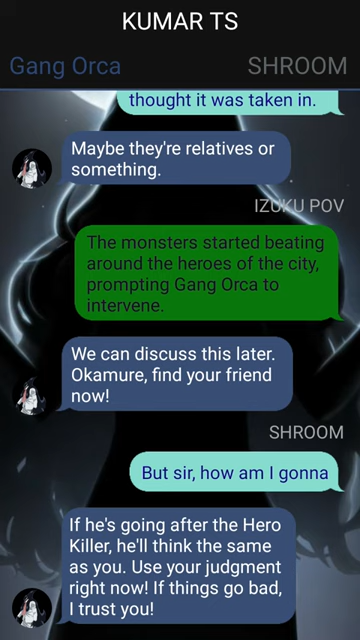 KUMAR TS
Gang Orca
SHROOM
thought it was taken in.
Maybe they're relatives or
something.
IZUKU POV
The monsters started beating
around the heroes of the city,
prompting Gang Orca to
intervene.
We can discuss this later.
Okamure, find your friend
now!
SHROOM
But sir, how am I gonna
If he's going after the Hero
Killer, he'll think the same
as you. Use your judgment
right now! If things go bad,
I trust you!